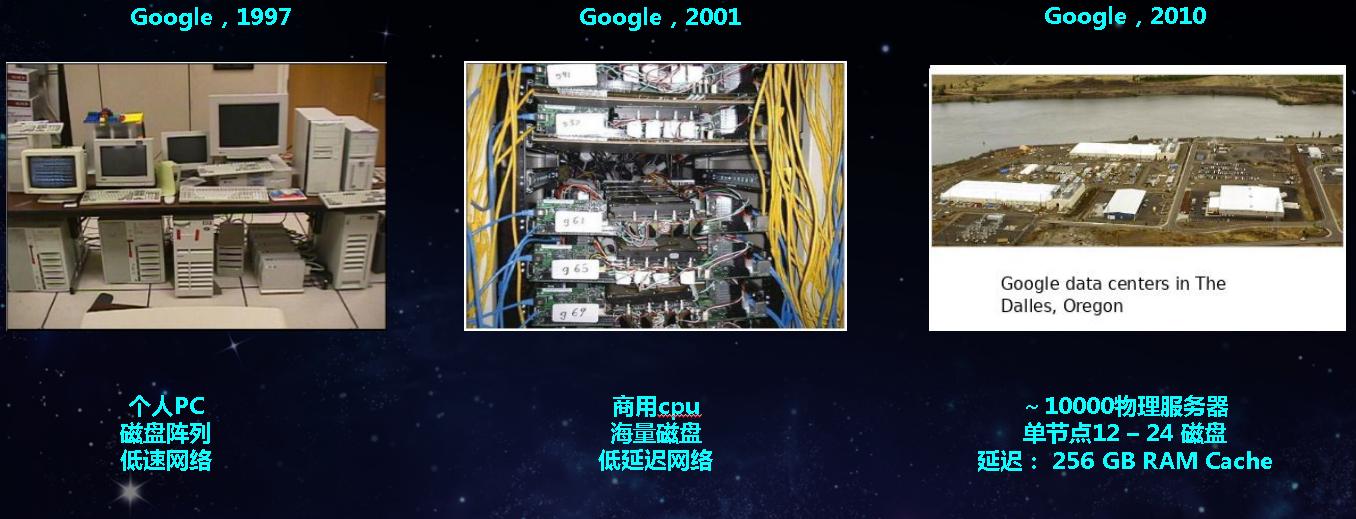 Google，1997
Google，2001
Google，2010
g41
g37
g61
g65
g69
Google data centers in The
Dalles, Oregon
个人PC
磁盘阵列
低速网络
商用cpu
海量磁盘
低延迟网络
～10000物理服务器
单节点12 – 24 磁盘
延迟： 256 GB RAM Cache